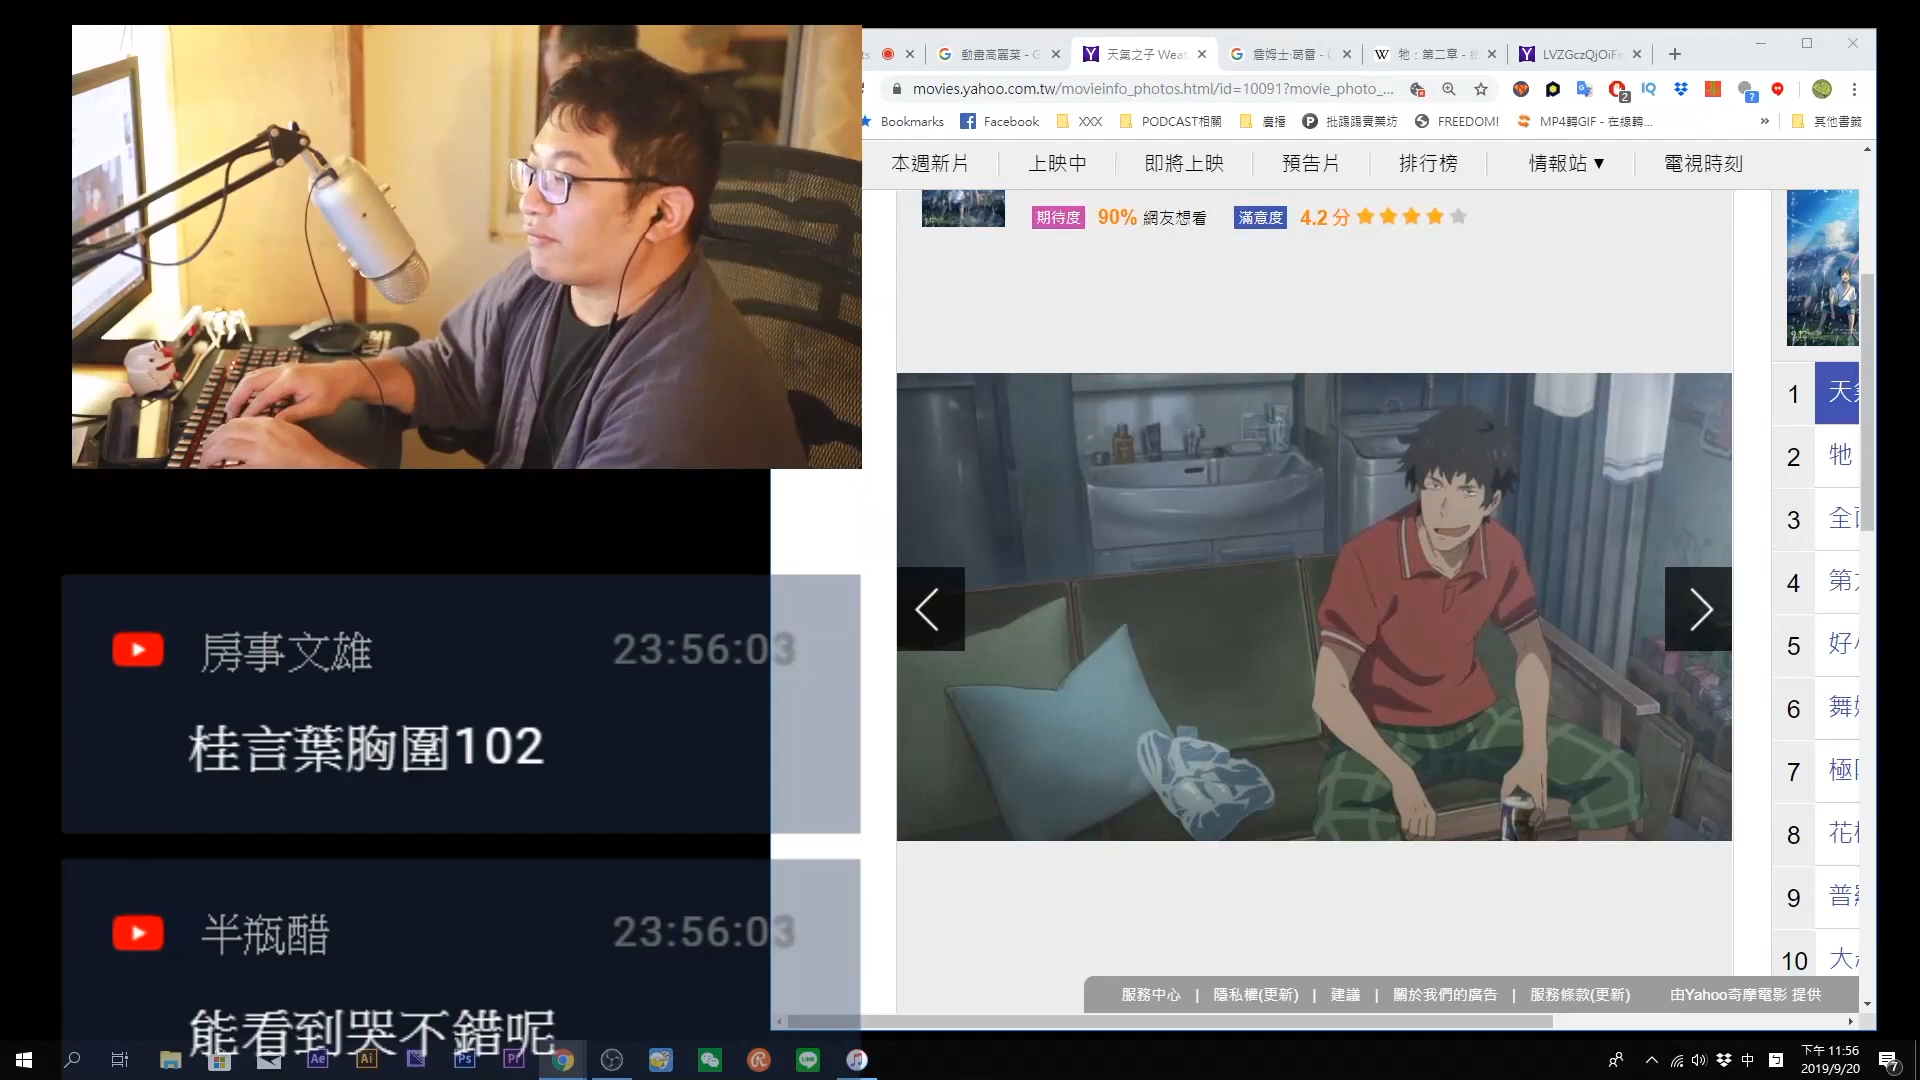 動畫高麗菜 - G
天氣之子 Weat
詹姆士·葛雷 -
牠：第二章 - 維
LVZGczQjOiFs
movies.yahoo.com.tw/movieinfo_photos.html/id=10091?movie_photo_...
Bookmarks
Facebook
XXX
PODCAST相關
廣播
批踢踢實業坊
FREEDOM!
MP4轉GIF - 在線轉...
其他書籤
本週新片
上映中
即將上映
預告片
排行榜
情報站▼
電視時刻
期待度
90% 網友想看
滿意度
4.2 分
1 天
2 牠
3 全
4 第
5 好
6 舞
7 極
8 花
9 普
10 大
服務中心 | 隱私權(更新) | 建議 | 關於我們的廣告 | 服務條款(更新)
由Yahoo奇摩電影 提供
房事文雄
23:56:03
桂言葉胸圍102
半瓶醋
23:56:03
能看到哭不錯呢
中
下午 11:56
2019/9/20
7